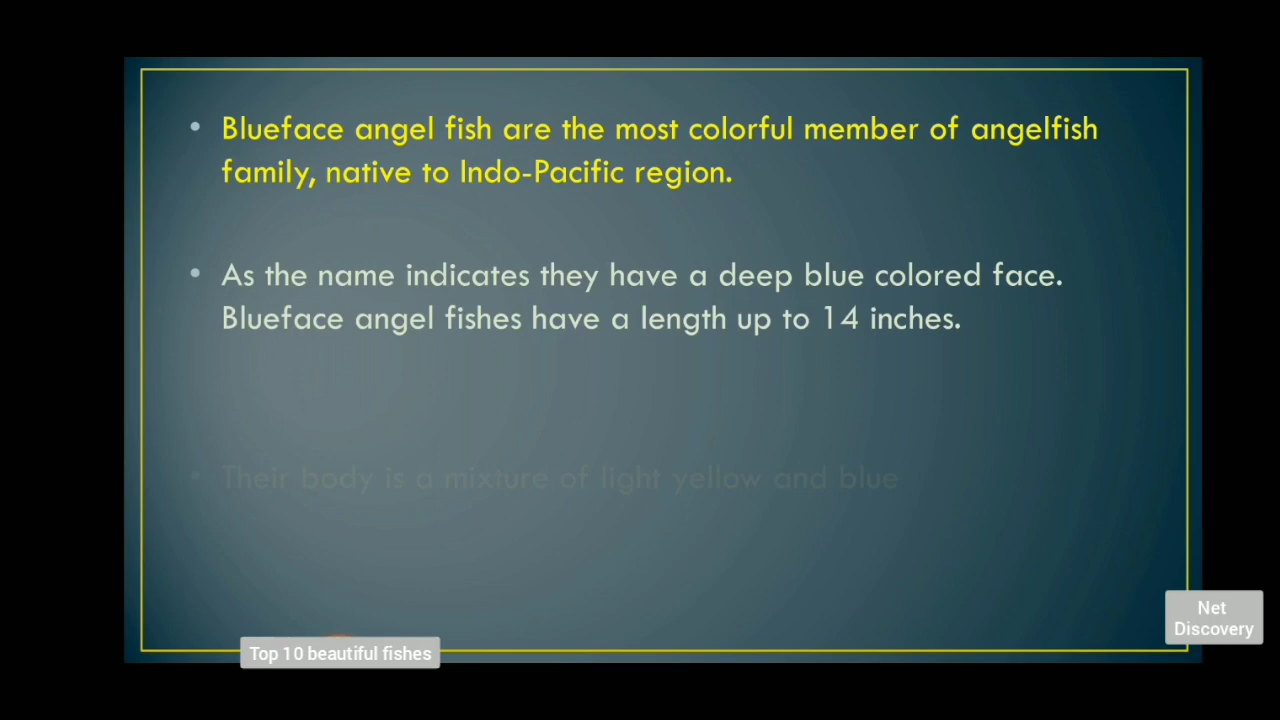 • Blueface angel fish are the most colorful member of angelfish
family, native to Indo-Pacific region.
• As the name indicates they have a deep blue colored face.
Blueface angel fishes have a length up to 14 inches.
• Their body is a mixture of light yellow and blue
Net
Discovery
Top 10 beautiful fishes